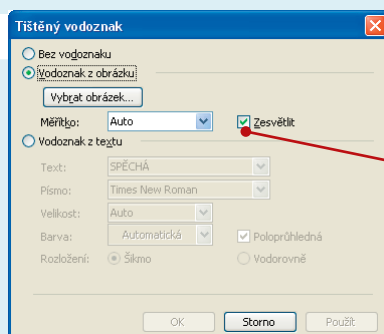 Tištěný vodoznak
Bez vodoznaku
Vodoznak z obrázku
Vybrat obrázek...
Měřítko: Auto Zesvětlit
Vodoznak z textu
Text: SPĚCHÁ
Písmo: Times New Roman
Velikost: Auto
Barva: Automatická Poloprůhledná
Rozložení: Šikmo Vodorovně
OK Storno Použít